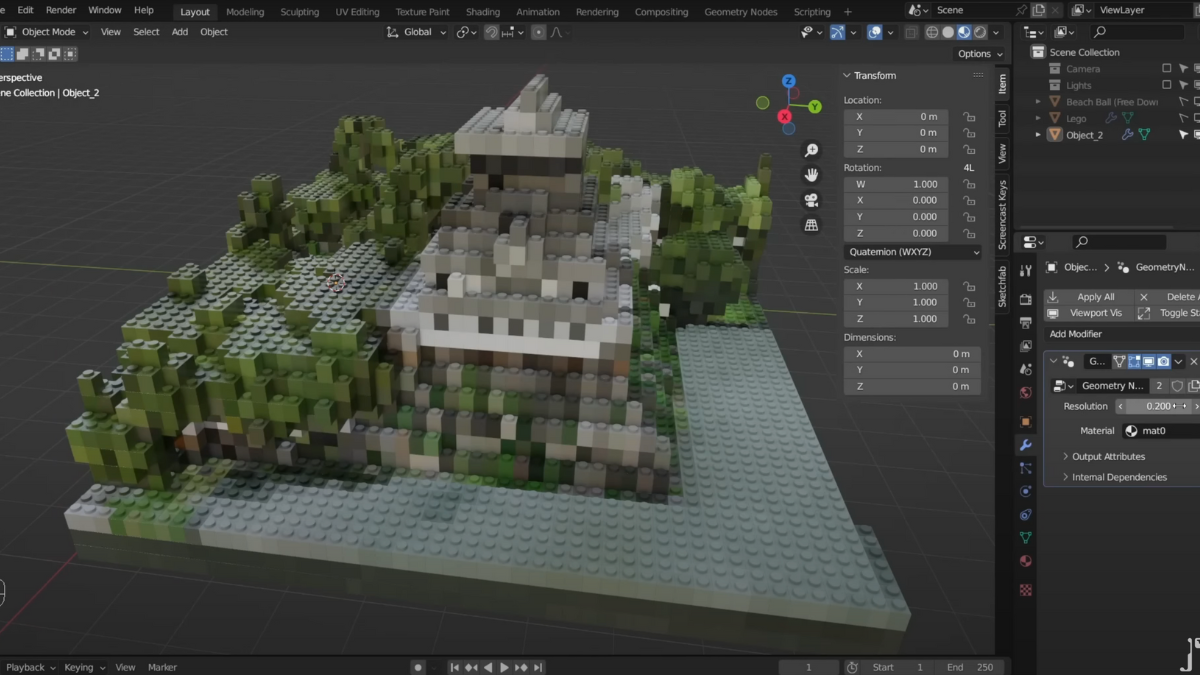 Edit Render Window Help Layout Modeling Sculpting UV Editing Texture Paint Shading Animation Rendering Compositing Geometry Nodes Scripting + Scene ViewLayer
Object Mode View Select Add Object Global
Options
erspective
ne Collection | Object_2
Z
Y
X
Transform
Location:
X 0 m
Y 0 m
Z 0 m
Rotation: 4L
W 1.000
X 0.000
Y 0.000
Z 0.000
Quaternion (WXYZ)
Scale:
X 1.000
Y 1.000
Z 1.000
Dimensions:
X 0 m
Y 0 m
Z 0 m
Item
Tool
View
Screencast Keys
Sketchfab
Scene Collection
Camera
Lights
Beach Ball (Free Down
Lego
Object_2
Objec... > GeometryN...
Apply All Delete A
Viewport Vis Toggle St
Add Modifier
G...
Geometry N... 2
Resolution 0.200
Material mat0
Output Attributes
Internal Dependencies
Playback Keying View Marker 1 Start 1 End 250